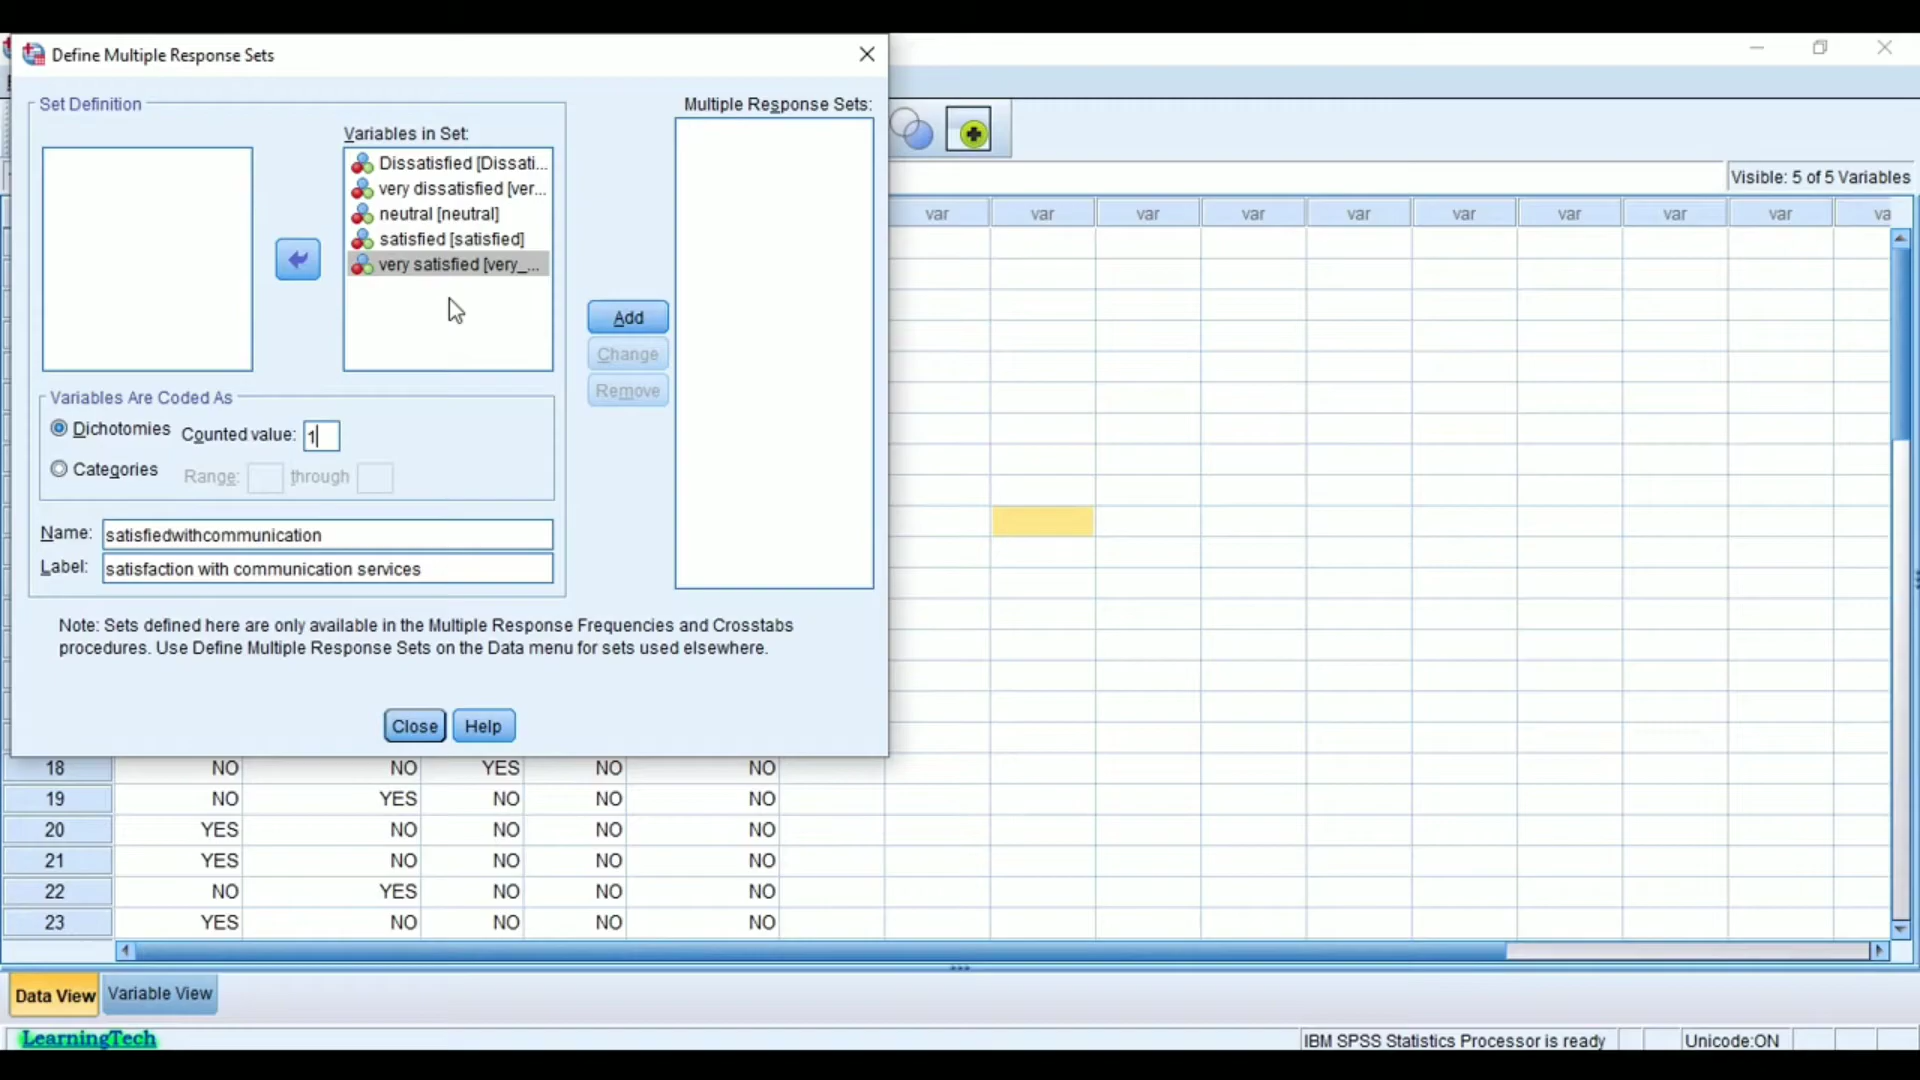 Define Multiple Response Sets
Set Definition
Multiple Response Sets:
Variables in Set:
Dissatisfied [Dissati...
very dissatisfied [ver...
neutral [neutral]
satisfied [satisfied]
very satisfied [very_...
Add
Change
Remove
Variables Are Coded As
Dichotomies Counted value: 1
Categories Range: through
Name: satisfiedwithcommunication
Label: satisfaction with communication services
Note: Sets defined here are only available in the Multiple Response Frequencies and Crosstabs
procedures. Use Define Multiple Response Sets on the Data menu for sets used elsewhere.
Close Help
Visible: 5 of 5 Variables
var var var var var var var var var va
18 NO NO YES NO NO
19 NO YES NO NO NO
20 YES NO NO NO NO
21 YES NO NO NO NO
22 NO YES NO NO NO
23 YES NO NO NO NO
Data View Variable View
LearningTech
IBM SPSS Statistics Processor is ready Unicode:ON